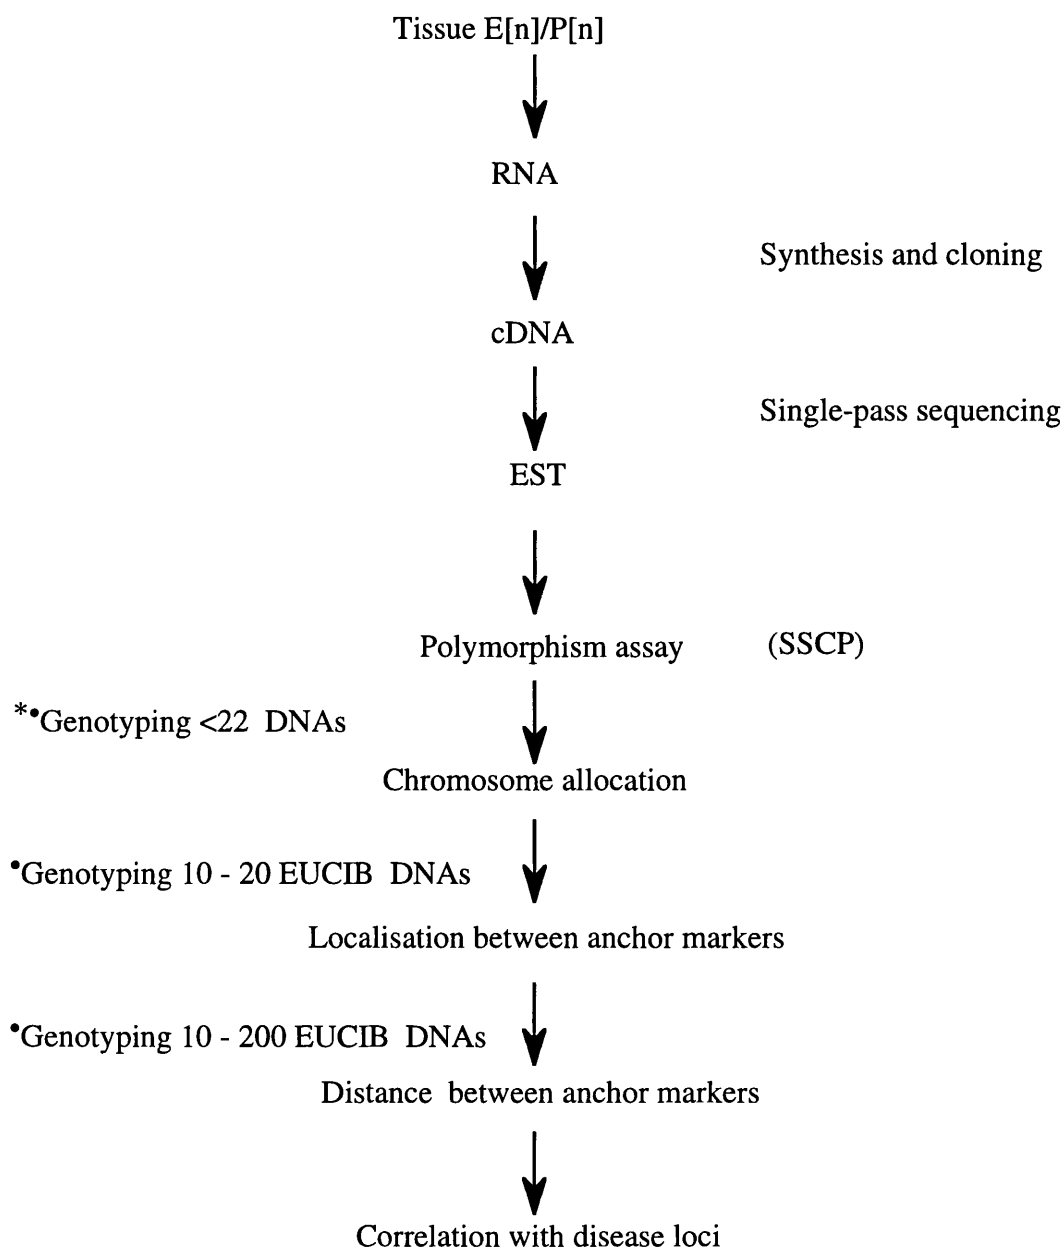 Tissue E[n]/P[n]
RNA
Synthesis and cloning
cDNA
Single-pass sequencing
EST
Polymorphism assay (SSCP)
*•Genotyping <22 DNAs
Chromosome allocation
•Genotyping 10 - 20 EUCIB DNAs
Localisation between anchor markers
•Genotyping 10 - 200 EUCIB DNAs
Distance between anchor markers
Correlation with disease loci